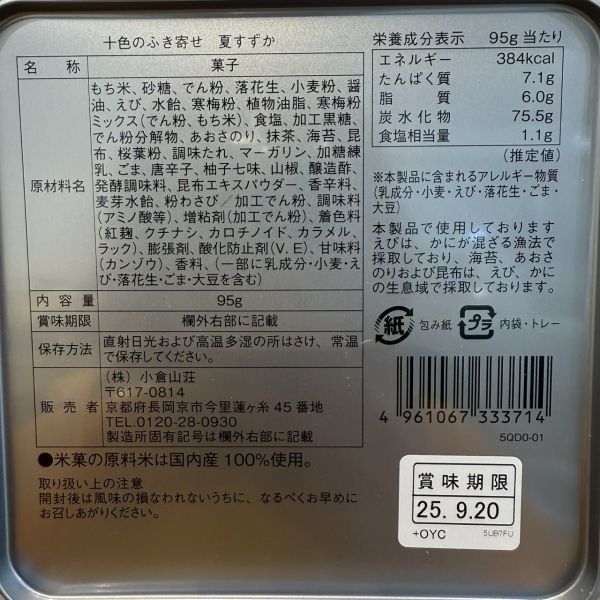 十色のふき寄せ 夏すずか
名 称 菓子
原材料名
もち米、砂糖、でん粉、落花生、小麦粉、醤
油、えび、水飴、寒梅粉、植物油脂、寒梅粉
ミックス(でん粉、もち米)、食塩、加工黒糖、
でん粉分解物、あおさのり、抹茶、海苔、昆
布、桜葉粉、調味たれ、マーガリン、加糖練
乳、ごま、唐辛子、柚子七味、山椒、醸造酢、
発酵調味料、昆布エキスパウダー、香辛料、
麦芽水飴、粉わさび/加工でん粉、調味料
(アミノ酸等)、増粘剤(加工でん粉)、着色料
(紅麹、クチナシ、カロチノイド、カラメル、
ラック)、膨張剤、酸化防止剤(V.E)、甘味料
(カンゾウ)、香料、(一部に乳成分・小麦・え
び・落花生・ごま・大豆を含む)
内 容 量 95g
賞味期限 欄外右部に記載
保存方法 直射日光および高温多湿の所はさけ、常温
で保存してください。
販 売 者
(株) 小倉山荘
〒617-0814
京都府長岡京市今里蓮ヶ糸45番地
TEL.0120-28-0930
製造所固有記号は欄外右部に記載
●米菓の原料米は国内産100%使用。
取り扱い上の注意
開封後は風味の損なわれないうちに、なるべくお早めに
お召しあがりください。
栄養成分表示 95g当たり
エネルギー 384kcal
たんぱく質 7.1g
脂 質 6.0g
炭水化物 75.5g
食塩相当量 1.1g
(推定値)
※本製品に含まれるアレルギー物質
(乳成分・小麦・えび・落花生・ごま・
大豆)
本製品で使用しております
えびは、かにが混ざる漁法で
採取しており、海苔、あおさ
のりおよび昆布は、えび、かに
の生息域で採取しております。
紙 包み紙 プラ 内袋・トレー
4 961067 333714
5QD0-01
賞味期限
25. 9.20
+OYC 5UB7FU